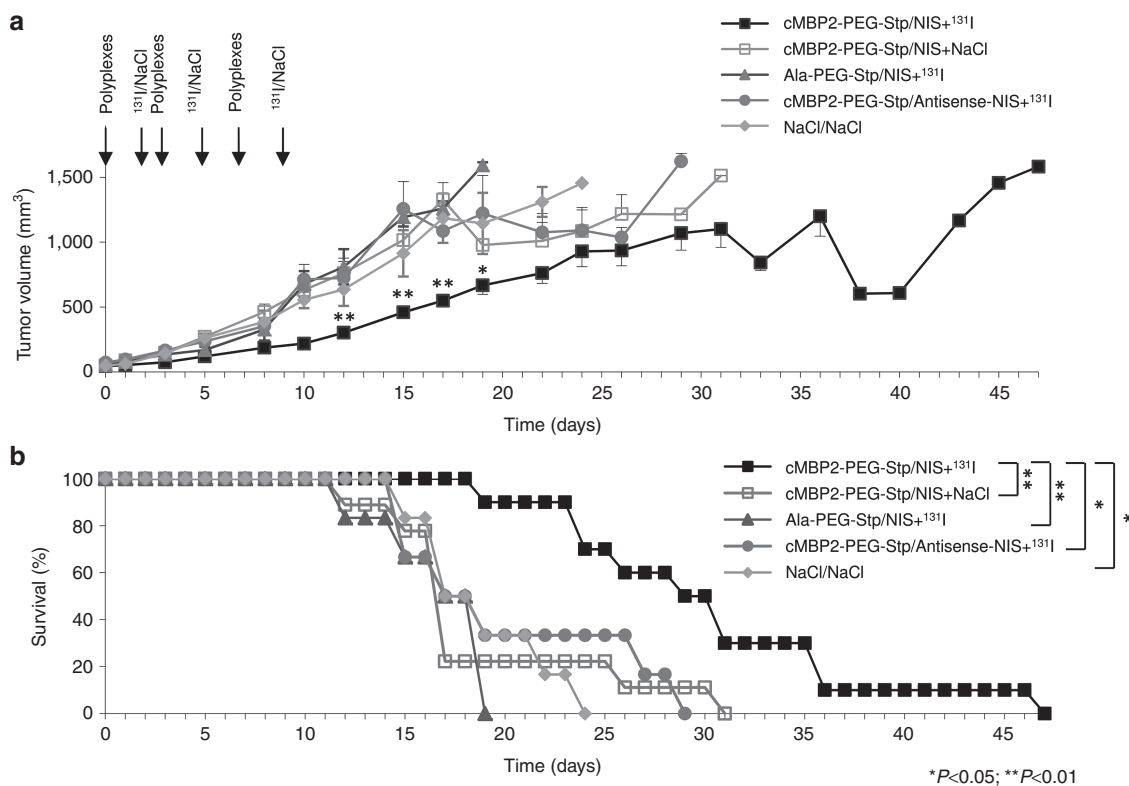 a
Polyplexes
¹³¹I/NaCl
Polyplexes
¹³¹I/NaCl
Polyplexes
¹³¹I/NaCl
cMBP2-PEG-Stp/NIS+¹³¹I
cMBP2-PEG-Stp/NIS+NaCl
Ala-PEG-Stp/NIS+¹³¹I
cMBP2-PEG-Stp/Antisense-NIS+¹³¹I
NaCl/NaCl
Tumor volume (mm³)
1,500
1,000
500
0
** ** ** *
0 5 10 15 20 25 30 35 40 45
Time (days)
b
cMBP2-PEG-Stp/NIS+¹³¹I
cMBP2-PEG-Stp/NIS+NaCl
Ala-PEG-Stp/NIS+¹³¹I
cMBP2-PEG-Stp/Antisense-NIS+¹³¹I
NaCl/NaCl
** ** * *
Survival (%)
100
80
60
40
20
0
0 5 10 15 20 25 30 35 40 45
Time (days)
*P<0.05; **P<0.01